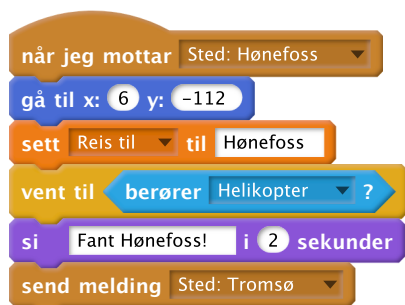 når jeg mottar Sted: Hønefoss
gå til x: 6 y: -112
sett Reis til til Hønefoss
vent til berører Helikopter ?
si Fant Hønefoss! i 2 sekunder
send melding Sted: Tromsø